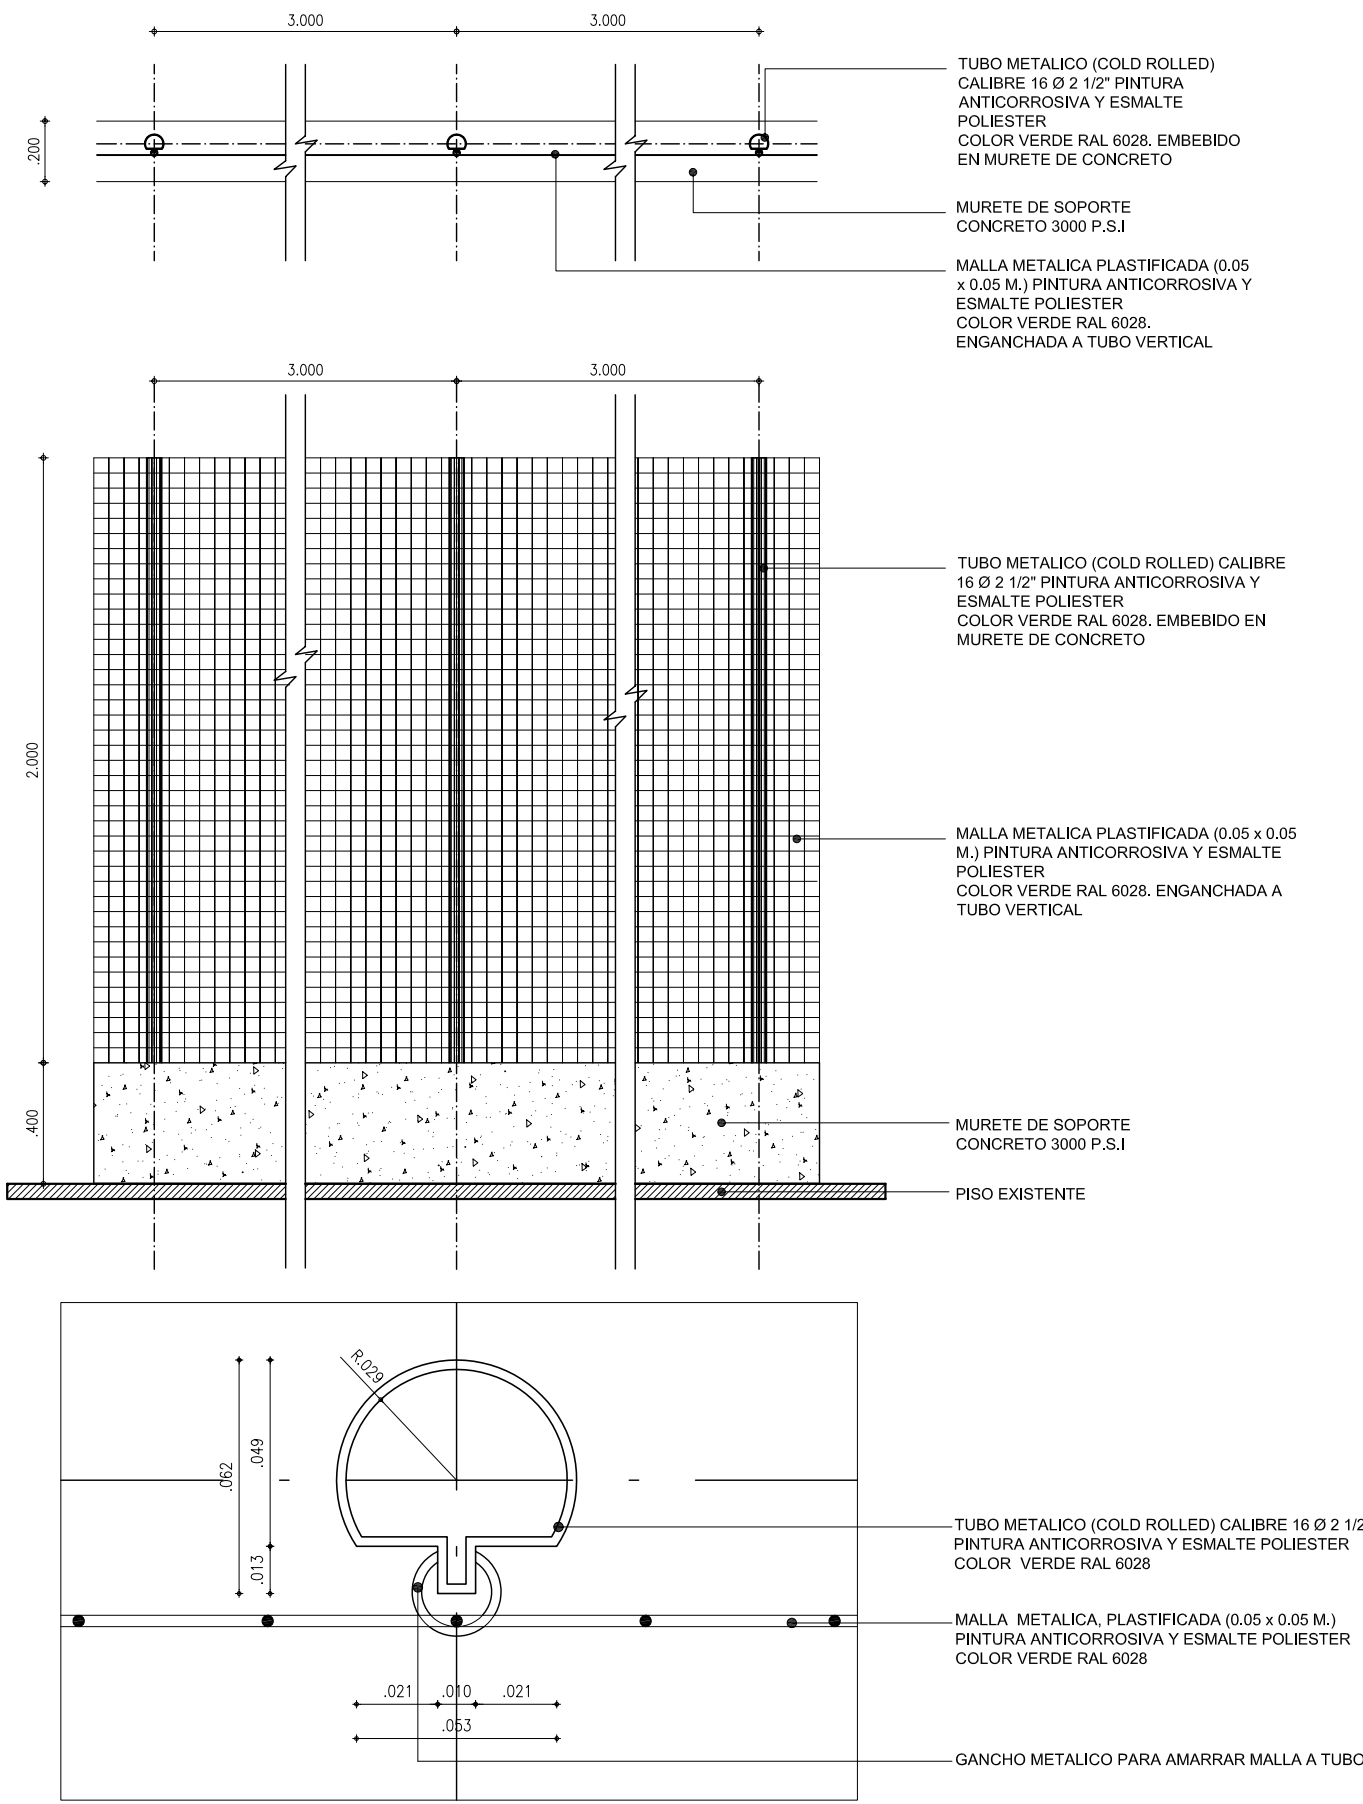 3.000
3.000
TUBO METALICO (COLD ROLLED)
CALIBRE 16 Ø 2 1/2" PINTURA
ANTICORROSIVA Y ESMALTE
POLIESTER
COLOR VERDE RAL 6028. EMBEBIDO
EN MURETE DE CONCRETO
.200
MURETE DE SOPORTE
CONCRETO 3000 P.S.I
MALLA METALICA PLASTIFICADA (0.05
x 0.05 M.) PINTURA ANTICORROSIVA Y
ESMALTE POLIESTER
COLOR VERDE RAL 6028.
ENGANCHADA A TUBO VERTICAL
3.000
3.000
TUBO METALICO (COLD ROLLED) CALIBRE
16 Ø 2 1/2" PINTURA ANTICORROSIVA Y
ESMALTE POLIESTER
COLOR VERDE RAL 6028. EMBEBIDO EN
MURETE DE CONCRETO
2.000
MALLA METALICA PLASTIFICADA (0.05 x 0.05
M.) PINTURA ANTICORROSIVA Y ESMALTE
POLIESTER
COLOR VERDE RAL 6028. ENGANCHADA A
TUBO VERTICAL
.400
MURETE DE SOPORTE
CONCRETO 3000 P.S.I
PISO EXISTENTE
R.029
.049
.062
.013
TUBO METALICO (COLD ROLLED) CALIBRE 16 Ø 2 1/2
PINTURA ANTICORROSIVA Y ESMALTE POLIESTER
COLOR VERDE RAL 6028
MALLA METALICA, PLASTIFICADA (0.05 x 0.05 M.)
PINTURA ANTICORROSIVA Y ESMALTE POLIESTER
COLOR VERDE RAL 6028
.021
.010
.021
.053
GANCHO METALICO PARA AMARRAR MALLA A TUBO